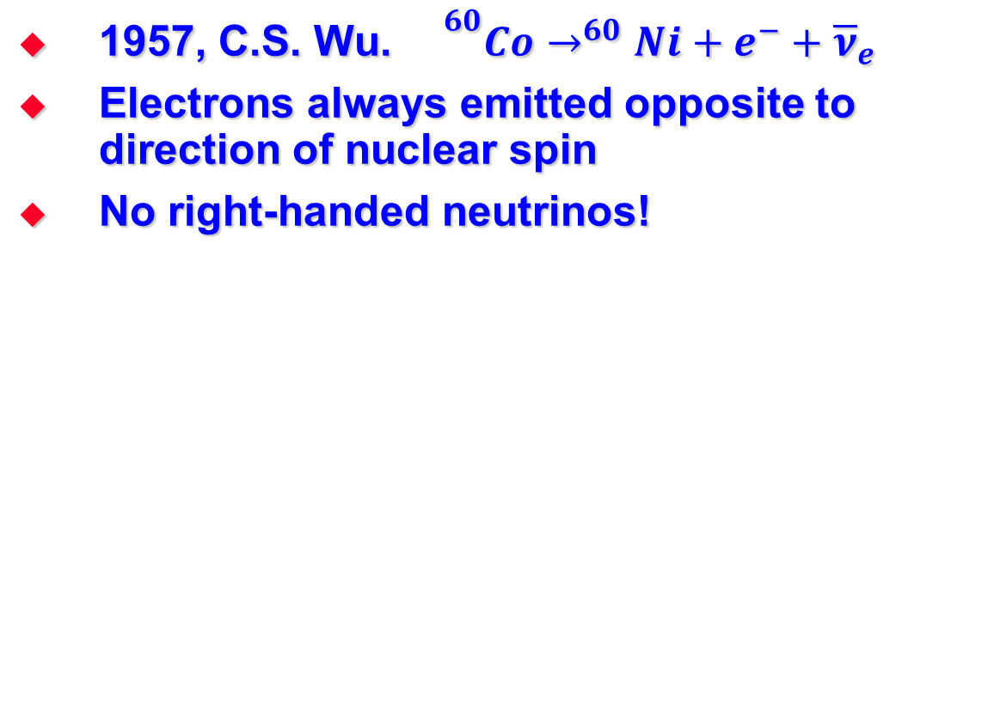 ◆ 1957, C.S. Wu. ⁶⁰Co →⁶⁰ Ni + e⁻ + ν̅ₑ
◆ Electrons always emitted opposite to
direction of nuclear spin
◆ No right-handed neutrinos!